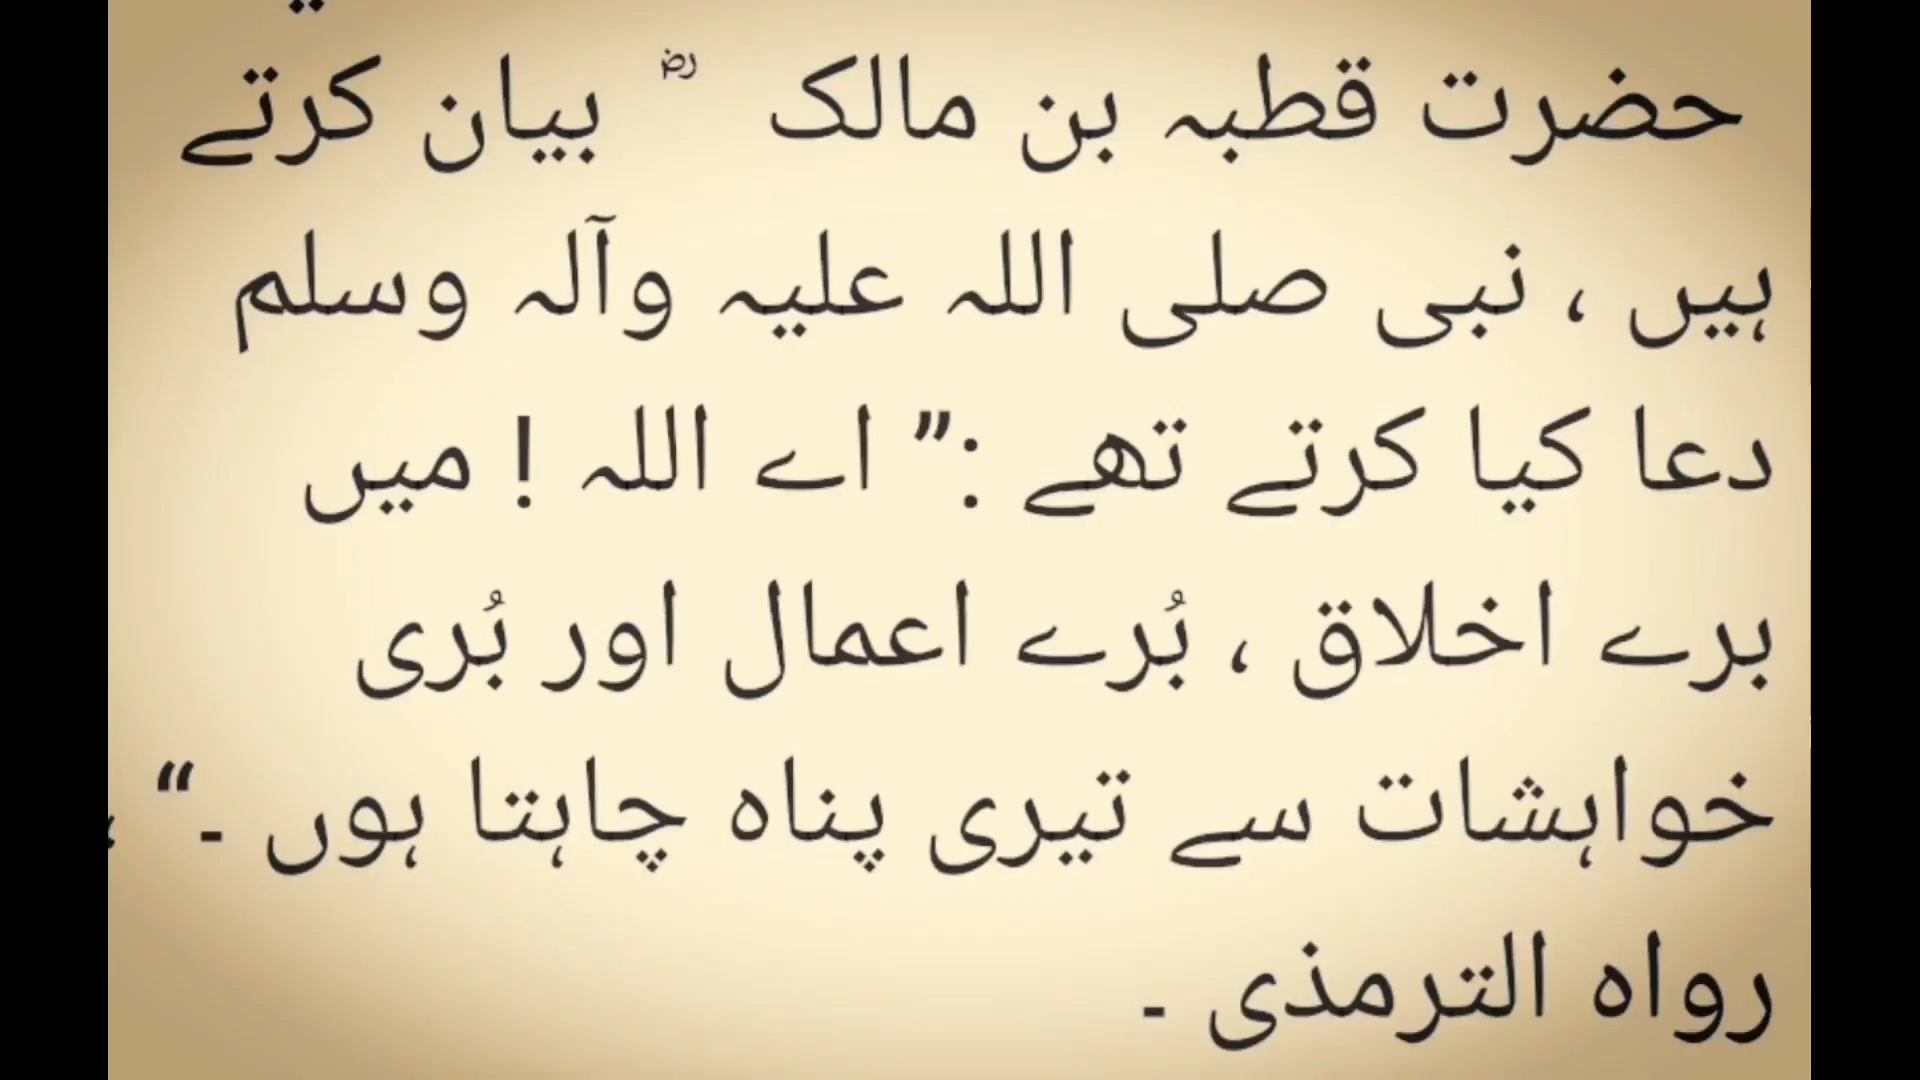 حضرت قطبہ بن مالک ؓ بیان کرتے
ہیں ، نبی صلی اللہ علیہ وآلہ وسلم
دعا کیا کرتے تھے :” اے اللہ ! میں
برے اخلاق ، بُرے اعمال اور بُری
خواہشات سے تیری پناہ چاہتا ہوں ۔“ ،
رواہ الترمذی ۔